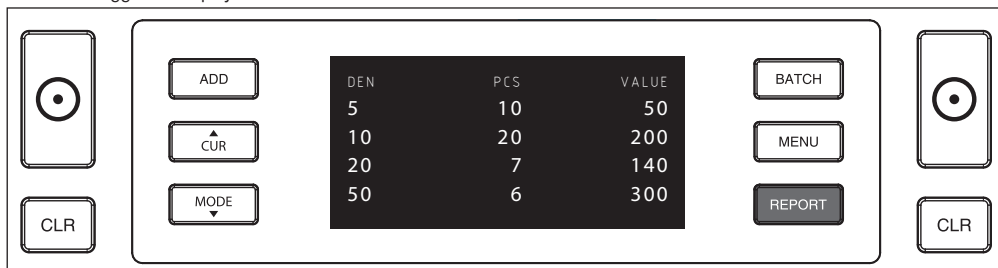 ADD
CUR
MODE
CLR
DEN PCS VALUE
5 10 50
10 20 200
20 7 140
50 6 300
BATCH
MENU
REPORT
CLR